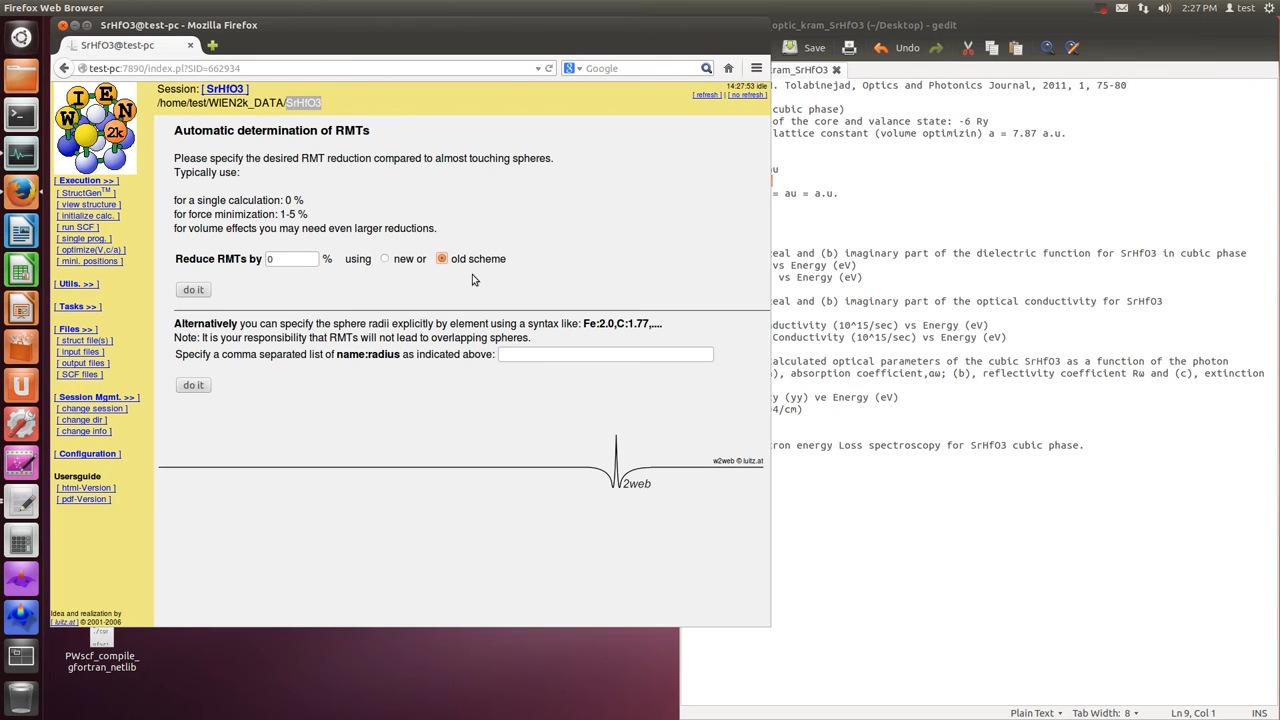 Firefox Web Browser
2:27 PM
test
SrHfO3@test-pc - Mozilla Firefox
optic_kram_SrHfO3 (~/Desktop) - gedit
SrHfO3@test-pc
Save
Undo
test-pc:7890/index.pl?SID=662934
Google
kram_SrHfO3
Session: [ SrHfO3 ]
/home/test/WIEN2k_DATA/SrHfO3
14:27:53 idle
[ refresh ] [ no refresh ]
. Tolabinejad, Optics and Photonics Journal, 2011, 1, 75-80
WIEN 2k
Automatic determination of RMTs
cubic phase)
of the core and valance state: -6 Ry
lattice constant (volume optimizin) a = 7.87 a.u.
Please specify the desired RMT reduction compared to almost touching spheres.
Typically use:
au
= au = a.u.
for a single calculation: 0 %
for force minimization: 1-5 %
for volume effects you may need even larger reductions.
[ Execution >> ]
[ StructGen™ ]
[ view structure ]
[ initialize calc. ]
[ run SCF ]
[ single prog. ]
[ optimize(V,c/a) ]
[ mini. positions ]
[ Utils. >> ]
[ Tasks >> ]
[ Files >> ]
[ struct file(s) ]
[ input files ]
[ output files ]
[ SCF files ]
[ Session Mgmt. >> ]
[ change session ]
[ change dir ]
[ change info ]
[ Configuration >> ]
Usersguide
[ html-Version ]
[ pdf-Version ]
Idea and realization by
[ luitz.at ] © 2001-2006
Reduce RMTs by 0 % using new or old scheme
do it
Alternatively you can specify the sphere radii explicitly by element using a syntax like: Fe:2.0,C:1.77,....
Note: It is your responsibility that RMTs will not lead to overlapping spheres.
Specify a comma separated list of name:radius as indicated above:
do it
w2web © luitz.at
2web
eal and (b) imaginary part of the dielectric function for SrHfO3 in cubic phase
vs Energy (eV)
vs Energy (eV)
eal and (b) imaginary part of the optical conductivity for SrHfO3
nductivity (10^15/sec) vs Energy (eV)
Conductivity (10^15/sec) vs Energy (eV)
alculated optical parameters of the cubic SrHfO3 as a function of the photon
), absorption coefficient,αω; (b), reflectivity coefficient Rω and (c), extinction
y (yy) ve Energy (eV)
^4/cm)
ron energy Loss spectroscopy for SrHfO3 cubic phase.
PWscf_compile_
gfortran_netlib
Plain Text
Tab Width: 8
Ln 9, Col 1
INS